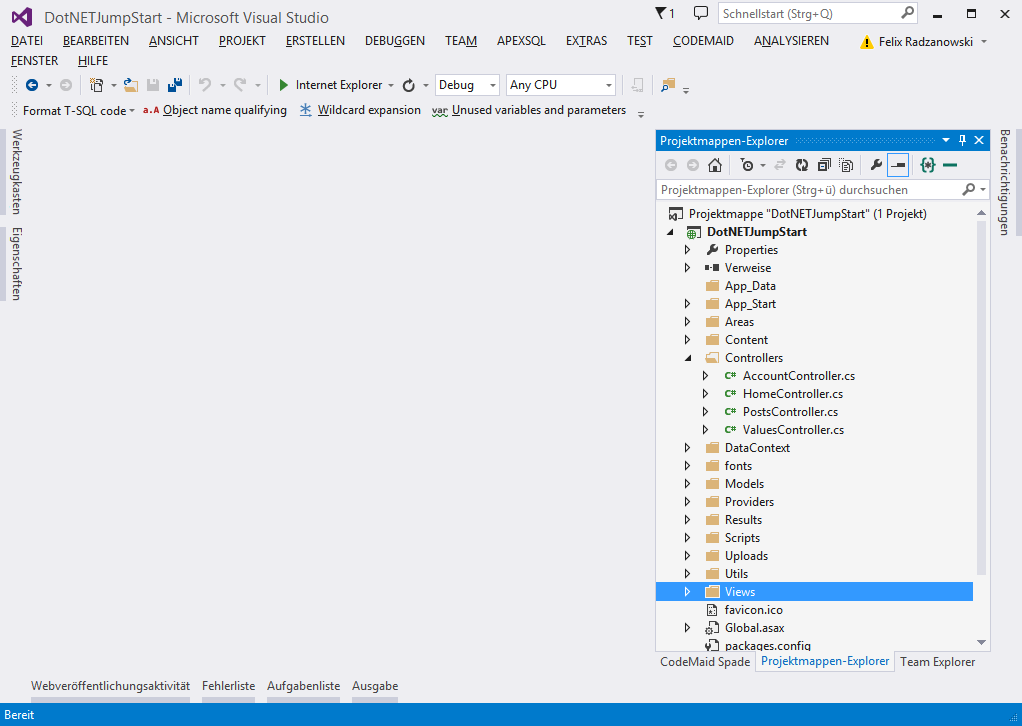 DotNETJumpStart - Microsoft Visual Studio
1
Schnellstart (Strg+Q)
DATEI BEARBEITEN ANSICHT PROJEKT ERSTELLEN DEBUGGEN TEAM APEXSQL EXTRAS TEST CODEMAID ANALYSIEREN
Felix Radzanowski
FENSTER HILFE
Internet Explorer Debug Any CPU
Format T-SQL code a.A Object name qualifying Wildcard expansion var Unused variables and parameters
Werkzeugkasten
Eigenschaften
Projektmappen-Explorer
Projektmappen-Explorer (Strg+ü) durchsuchen
Projektmappe "DotNETJumpStart" (1 Projekt)
DotNETJumpStart
Properties
Verweise
App_Data
App_Start
Areas
Content
Controllers
C# AccountController.cs
C# HomeController.cs
C# PostsController.cs
C# ValuesController.cs
DataContext
fonts
Models
Providers
Results
Scripts
Uploads
Utils
Views
favicon.ico
Global.asax
packages.config
CodeMaid Spade Projektmappen-Explorer Team Explorer
Benachrichtigungen
Webveröffentlichungsaktivität Fehlerliste Aufgabenliste Ausgabe
Bereit